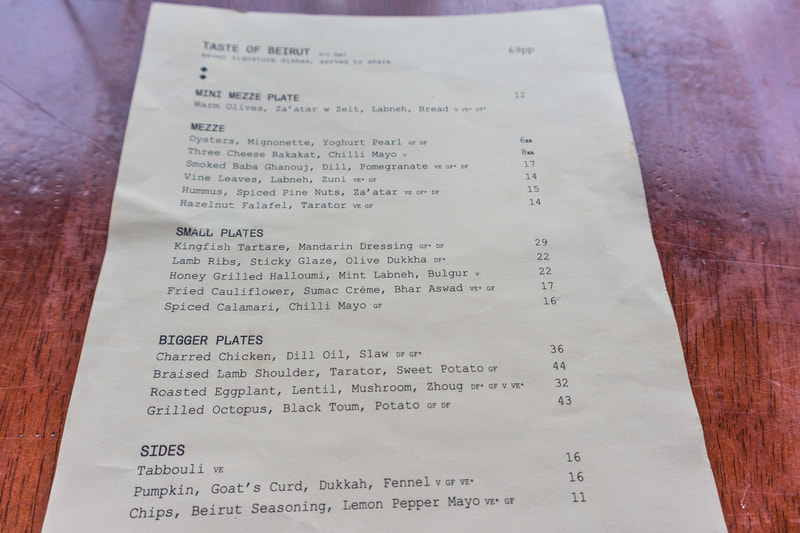 TASTE OF BEIRUT 69pp
seven signature dishes, served to share
MINI MEZZE PLATE 12
Warm Olives, Za'atar w Zeit, Labneh, Bread V VE* GF*
MEZZE
Oysters, Mignonette, Yoghurt Pearl GF DF 6EA
Three Cheese Rakakat, Chilli Mayo 8EA
Smoked Baba Ghanouj, Dill, Pomegranate VE GF* DF 17
Vine Leaves, Labneh, Zuni VE* GF 14
Hummus, Spiced Pine Nuts, Za'atar VE GF* DF 15
Hazelnut Falafel, Tarator VE GF 14
SMALL PLATES
Kingfish Tartare, Mandarin Dressing GF* DF 29
Lamb Ribs, Sticky Glaze, Olive Dukkha DF* 22
Honey Grilled Halloumi, Mint Labneh, Bulgur V 22
Fried Cauliflower, Sumac Crème, Bhar Aswad VE* GF 17
Spiced Calamari, Chilli Mayo GF 16
BIGGER PLATES
Charred Chicken, Dill Oil, Slaw DF GF* 36
Braised Lamb Shoulder, Tarator, Sweet Potato GF 44
Roasted Eggplant, Lentil, Mushroom, Zhoug DF* GF V VE* 32
Grilled Octopus, Black Toum, Potato GF DF 43
SIDES
Tabbouli VE 16
Pumpkin, Goat's Curd, Dukkah, Fennel V GF VE* 16
Chips, Beirut Seasoning, Lemon Pepper Mayo VE* GF 11